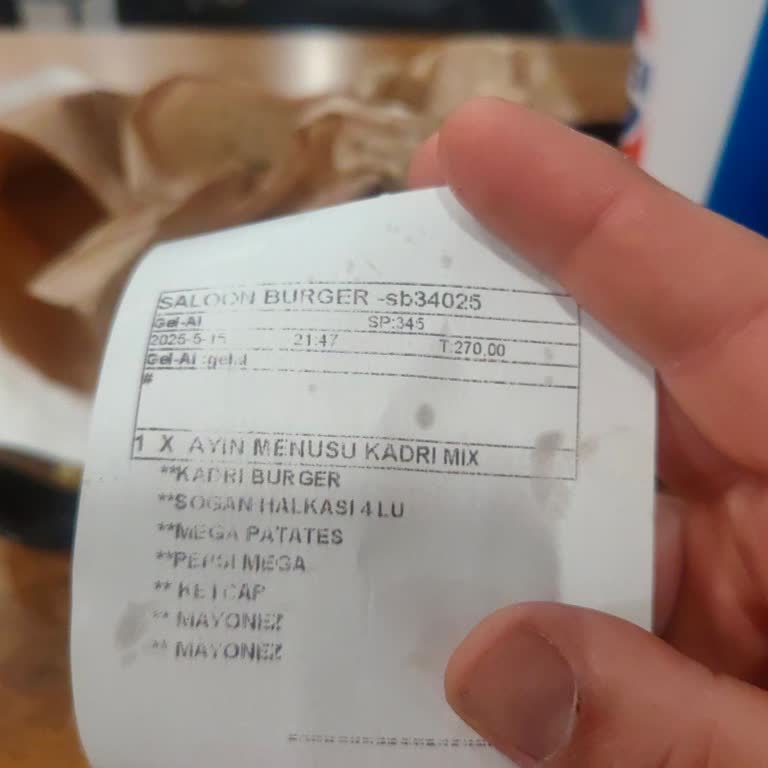 SALOON BURGER -sb34025
Gel-Al SP:345
2025-5-15 21:47 T:270,00
Gel-Al :gel.al
#
1 X AYIN MENUSU KADRI MIX
**KADRI BURGER
**SOGAN HALKASI 4 LU
**MEGA PATATES
**PEPSI MEGA
** KETCAP
** MAYONEZ
** MAYONEZ